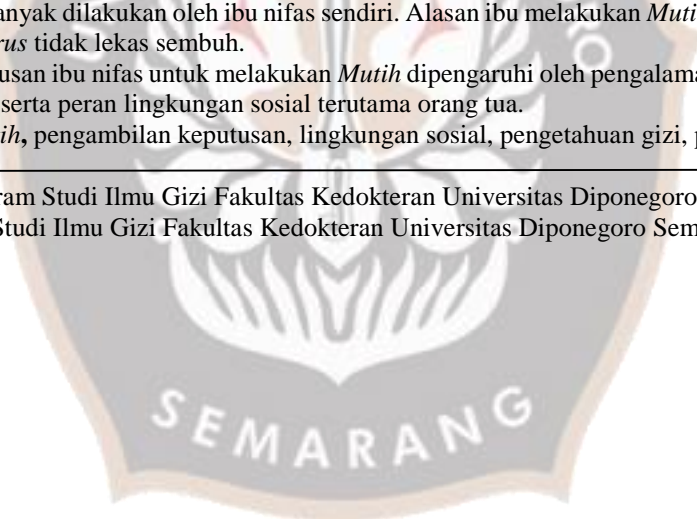 anyak dilakukan oleh ibu nifas sendiri. Alasan ibu melakukan Muti
rus tidak lekas sembuh.
usan ibu nifas untuk melakukan Mutih dipengaruhi oleh pengalama
serta peran lingkungan sosial terutama orang tua.
ih, pengambilan keputusan, lingkungan sosial, pengetahuan gizi, p
ram Studi Ilmu Gizi Fakultas Kedokteran Universitas Diponegoro
Studi Ilmu Gizi Fakultas Kedokteran Universitas Diponegoro Sem
SEMARANG